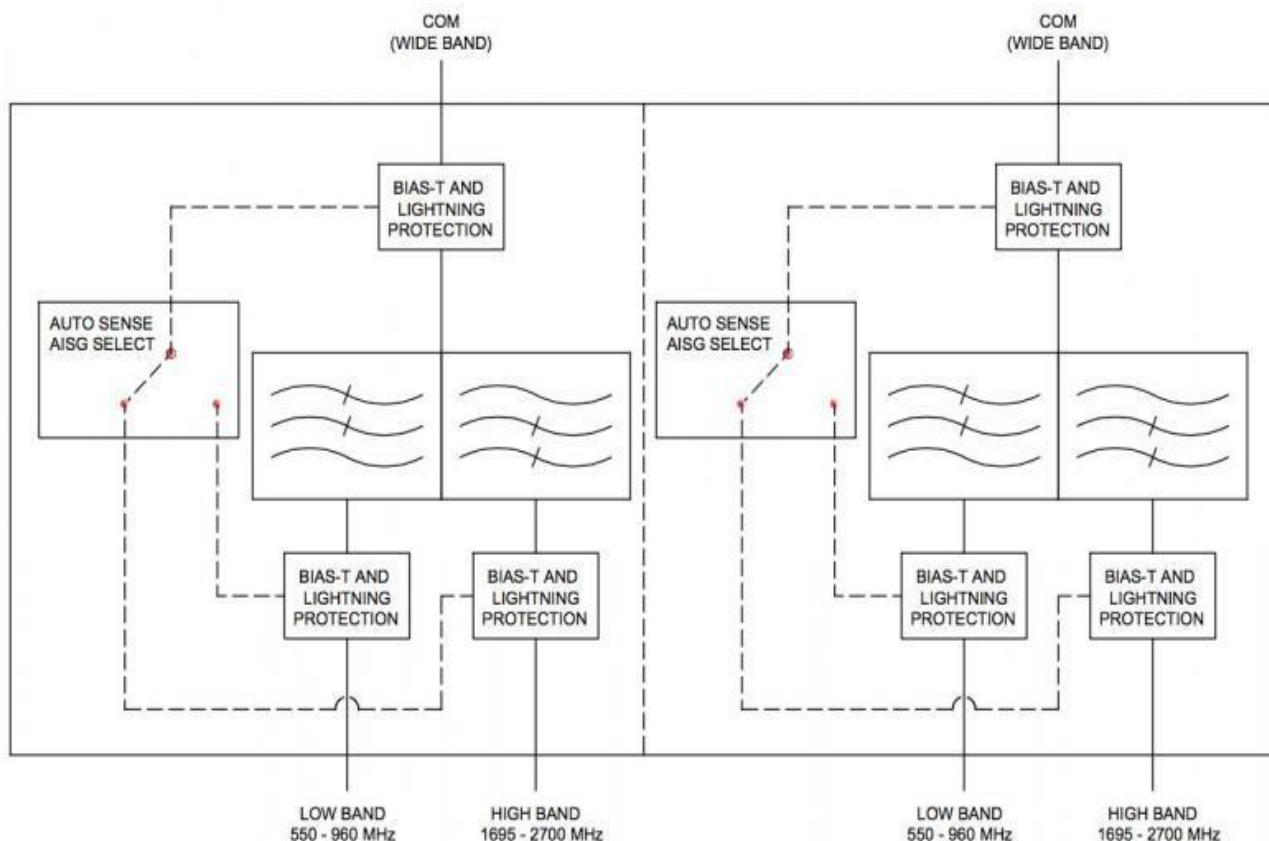 COM
(WIDE BAND)
COM
(WIDE BAND)
BIAS-T AND
LIGHTNING
PROTECTION
BIAS-T AND
LIGHTNING
PROTECTION
AUTO SENSE
AISG SELECT
AUTO SENSE
AISG SELECT
BIAS-T AND
LIGHTNING
PROTECTION
BIAS-T AND
LIGHTNING
PROTECTION
BIAS-T AND
LIGHTNING
PROTECTION
BIAS-T AND
LIGHTNING
PROTECTION
LOW BAND
550 - 960 MHz
HIGH BAND
1695 - 2700 MHz
LOW BAND
550 - 960 MHz
HIGH BAND
1695 - 2700 MHz